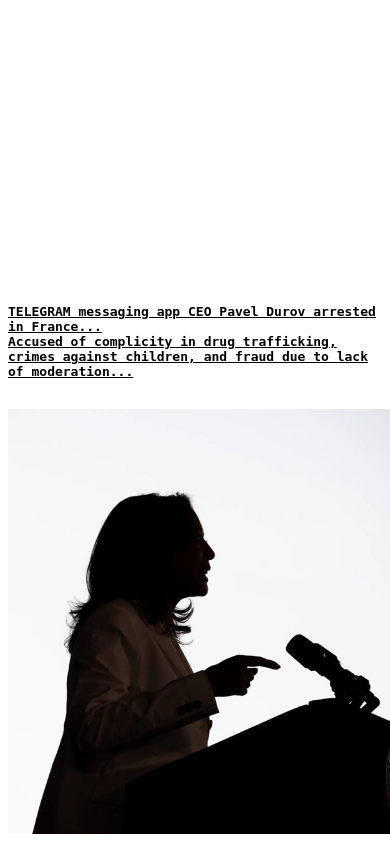 TELEGRAM messaging app CEO Pavel Durov arrested
in France...
Accused of complicity in drug trafficking,
crimes against children, and fraud due to lack
of moderation...